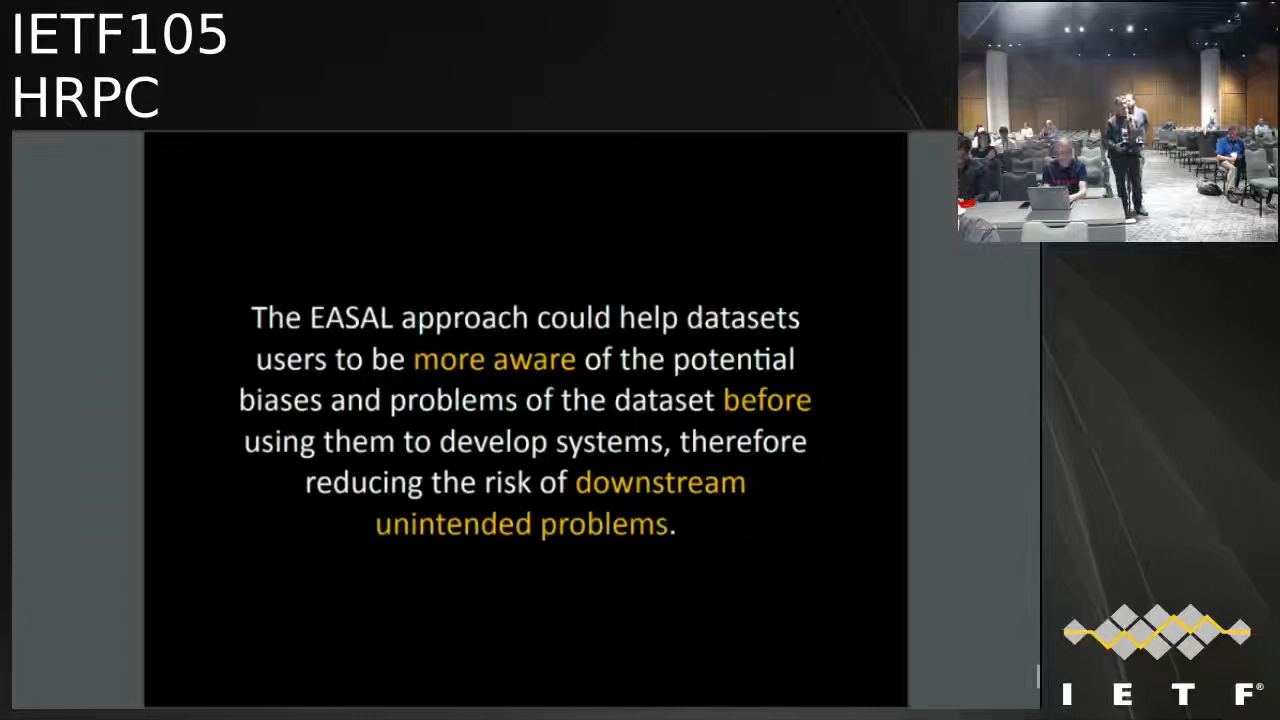 IETF105
HRPC
The EASAL approach could help datasets
users to be more aware of the potential
biases and problems of the dataset before
using them to develop systems, therefore
reducing the risk of downstream
unintended problems.
I E T F®